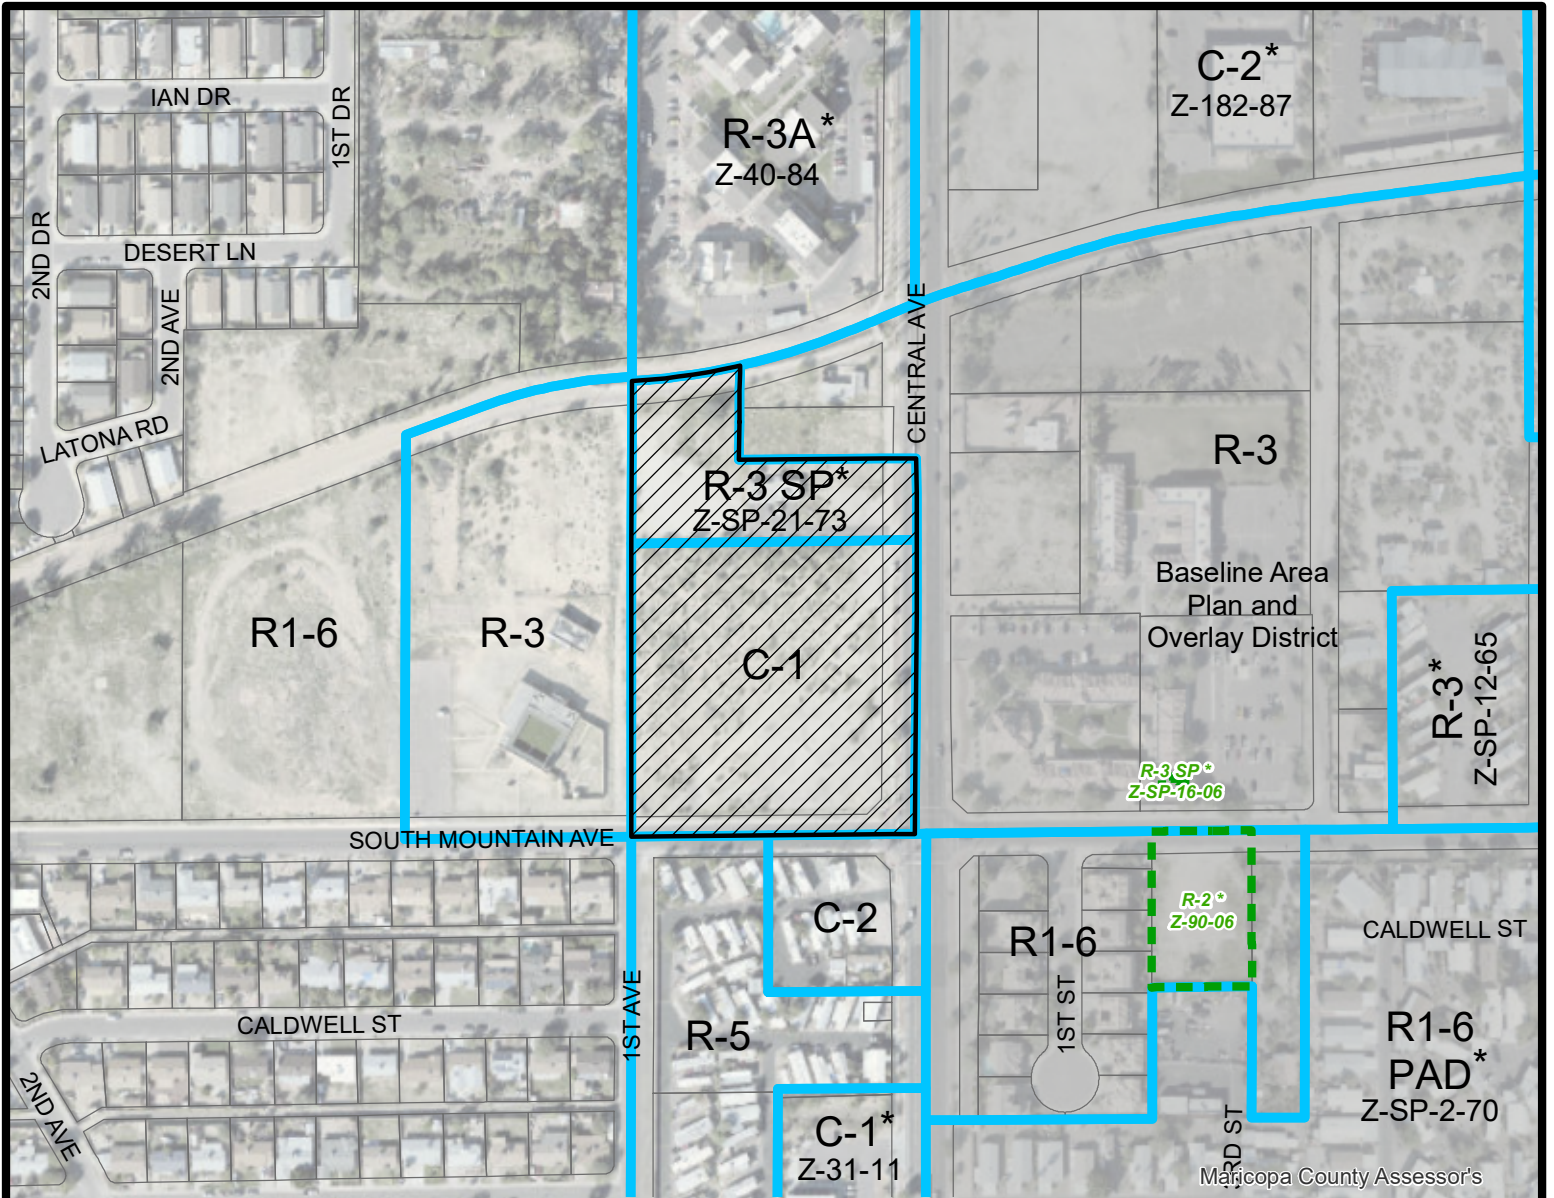 C-2*
Z-182-87
IAN DR
1ST DR
R-3A*
Z-40-84
2ND DR
DESERT LN
2ND AVE
CENTRAL AVE
LATONA RD
R-3
R-3 SP*
Z-SP-21-73
Baseline Area
Plan and
Overlay District
R1-6
R-3
C-1
R-3*
Z-SP-12-65
R-3 SP *
Z-SP-16-06
SOUTH MOUNTAIN AVE
R-2 *
Z-90-06
C-2
R1-6
CALDWELL ST
1ST AVE
1ST ST
CALDWELL ST
R-5
R1-6
PAD*
Z-SP-2-70
2ND AVE
C-1*
Z-31-11
3RD ST
Maricopa County Assessor's